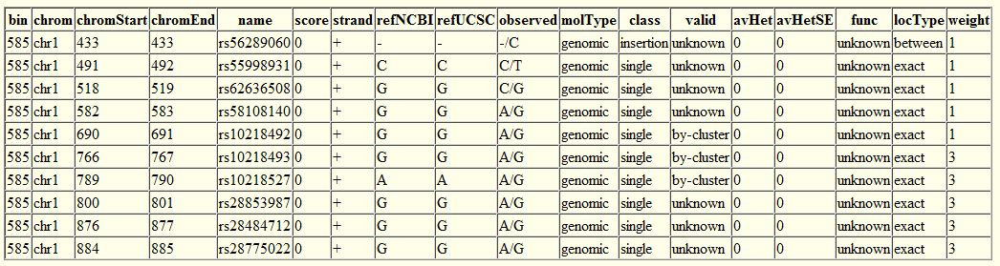 bin chrom chromStart chromEnd name score strand refNCBI refUCSC observed molType class valid avHet avHetSE func locType weight
585 chr1 433 433 rs56289060 0 + - - -/C genomic insertion unknown 0 0 unknown between 1
585 chr1 491 492 rs55998931 0 + C C C/T genomic single unknown 0 0 unknown exact 1
585 chr1 518 519 rs62636508 0 + G G C/G genomic single unknown 0 0 unknown exact 1
585 chr1 582 583 rs58108140 0 + G G A/G genomic single unknown 0 0 unknown exact 1
585 chr1 690 691 rs10218492 0 + G G A/G genomic single by-cluster 0 0 unknown exact 1
585 chr1 766 767 rs10218493 0 + G G A/G genomic single unknown 0 0 unknown exact 3
585 chr1 789 790 rs10218527 0 + A A A/G genomic single by-cluster 0 0 unknown exact 3
585 chr1 800 801 rs28853987 0 + G G A/G genomic single unknown 0 0 unknown exact 3
585 chr1 876 877 rs28484712 0 + G G A/G genomic single unknown 0 0 unknown exact 3
585 chr1 884 885 rs28775022 0 + G G A/G genomic single unknown 0 0 unknown exact 3